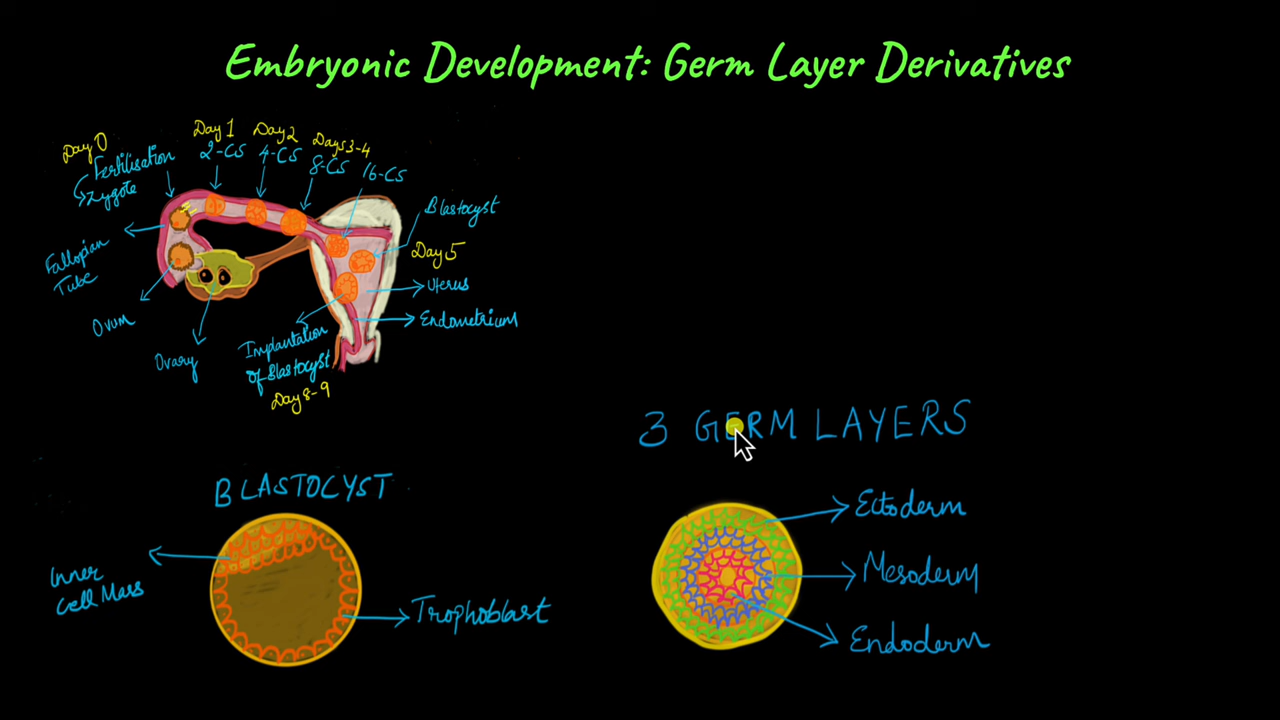 Embryonic Development: Germ Layer Derivatives
Day 0
Fertilisation
Zygote
Day 1
2-CS
Day 2
4-CS
Days 3-4
8-CS
16-CS
Blastocyst
Day 5
Uterus
Endometrium
Fallopian
Tube
Ovum
Ovary
Implantation
of Blastocyst
Day 8-9
3 GERM LAYERS
BLASTOCYST
Inner
Cell Mass
Trophoblast
Ectoderm
Mesoderm
Endoderm